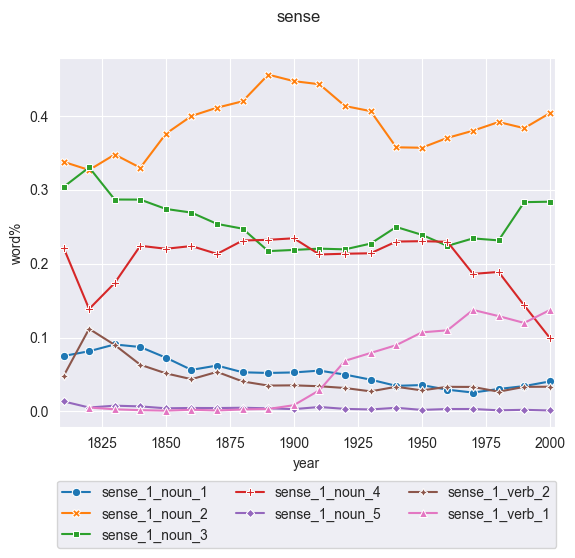 sense
0.4
0.3
0.2
0.1
0.0
word%
1825 1850 1875 1900 1925 1950 1975 2000
year
sense_1_noun_1 sense_1_noun_4 sense_1_verb_2
sense_1_noun_2 sense_1_noun_5 sense_1_verb_1
sense_1_noun_3